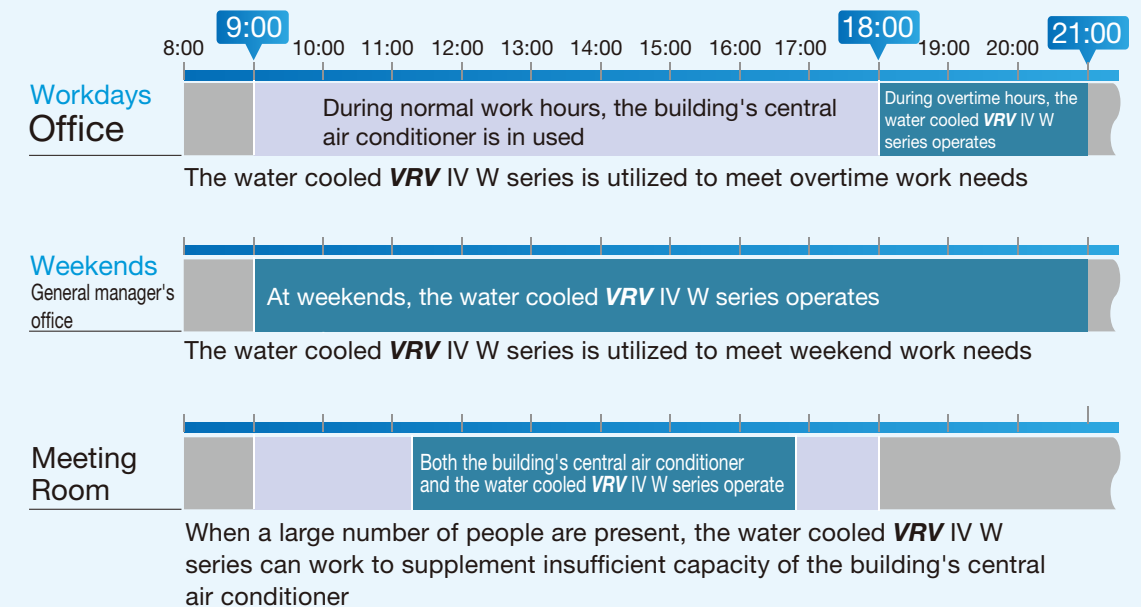 8:00 9:00 10:00 11:00 12:00 13:00 14:00 15:00 16:00 17:00 18:00 19:00 20:00 21:00
Workdays
Office
During normal work hours, the building's central
air conditioner is in used
During overtime hours, the
water cooled VRV IV W
series operates
The water cooled VRV IV W series is utilized to meet overtime work needs
Weekends
General manager's
office
At weekends, the water cooled VRV IV W series operates
The water cooled VRV IV W series is utilized to meet weekend work needs
Meeting
Room
Both the building's central air conditioner
and the water cooled VRV IV W series operate
When a large number of people are present, the water cooled VRV IV W
series can work to supplement insufficient capacity of the building's central
air conditioner